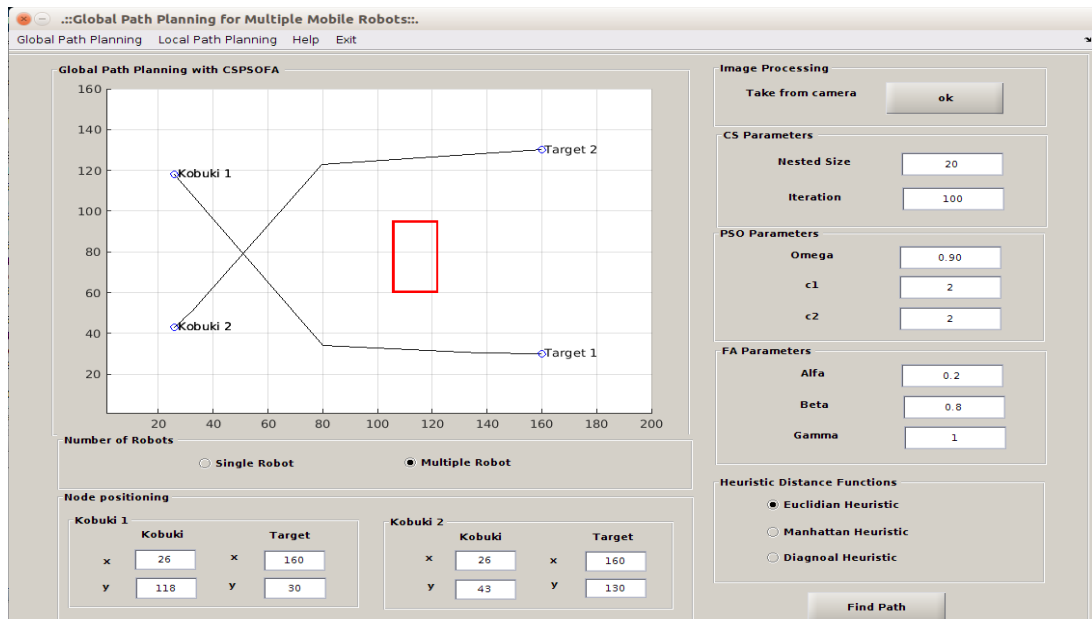 .::Global Path Planning for Multiple Mobile Robots::.
Global Path Planning Local Path Planning Help Exit
Global Path Planning with CSPSOFA
160
140
120
100
80
60
40
20
20 40 60 80 100 120 140 160 180 200
Kobuki 1
Kobuki 2
Target 2
Target 1
Number of Robots
Single Robot Multiple Robot
Node positioning
Kobuki 1
Kobuki Target
x 26 x 160
y 118 y 30
Kobuki 2
Kobuki Target
x 26 x 160
y 43 y 130
Image Processing
Take from camera ok
CS Parameters
Nested Size 20
Iteration 100
PSO Parameters
Omega 0.90
c1 2
c2 2
FA Parameters
Alfa 0.2
Beta 0.8
Gamma 1
Heuristic Distance Functions
Euclidian Heuristic
Manhattan Heuristic
Diagnoal Heuristic
Find Path